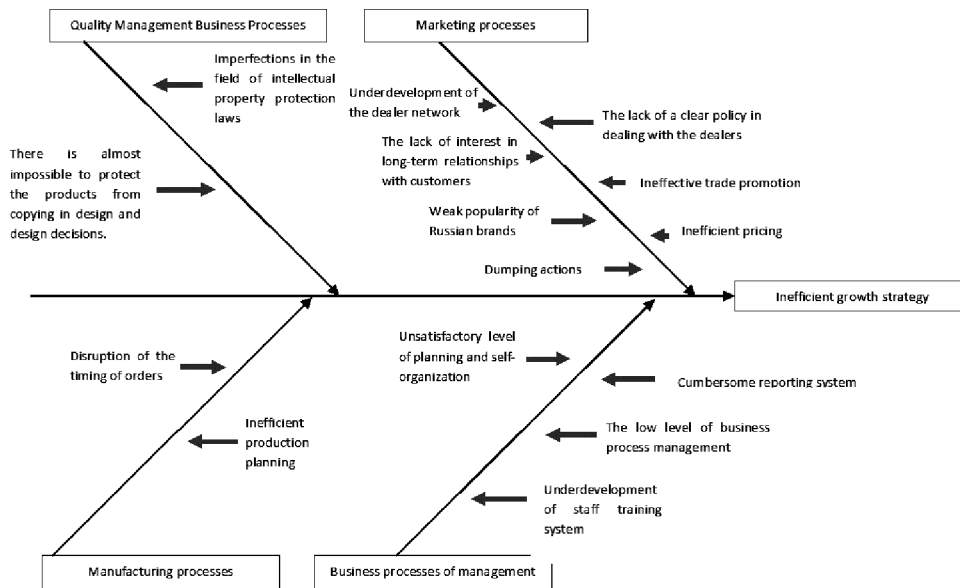 Quality Management Business Processes
Marketing processes
Imperfections in the
field of intellectual
property protection
laws
There is almost
impossible to protect
the products from
copying in design and
design decisions.
Underdevelopment of
the dealer network
The lack of a clear policy in
dealing with the dealers
The lack of interest in
long-term relationships
with customers
Ineffective trade promotion
Weak popularity of
Russian brands
Inefficient pricing
Dumping actions
Inefficient growth strategy
Disruption of the
timing of orders
Inefficient
production
planning
Unsatisfactory level
of planning and self-
organization
Cumbersome reporting system
The low level of business
process management
Underdevelopment
of staff training
system
Manufacturing processes
Business processes of management